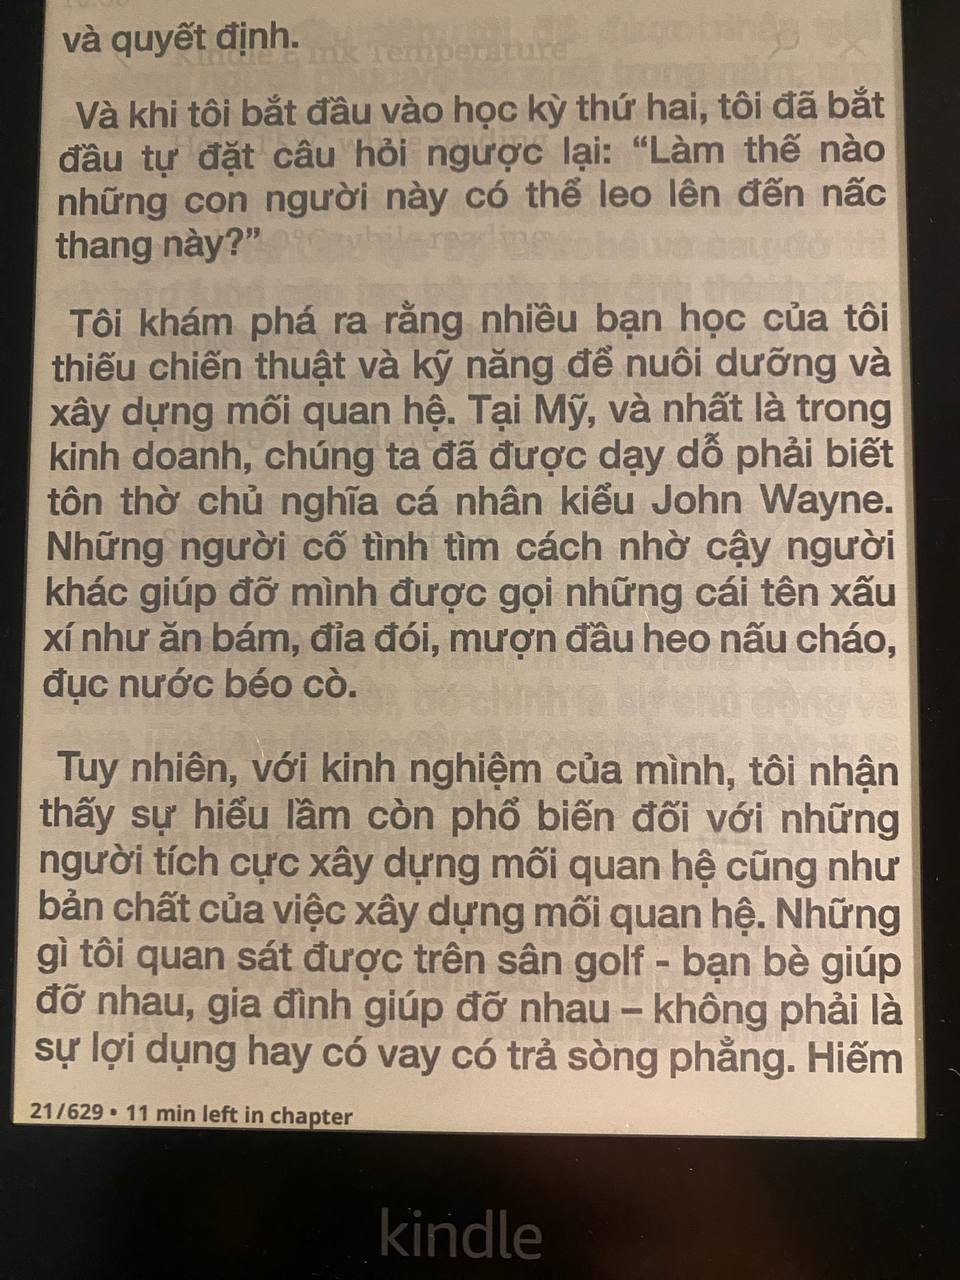 và quyết định.
Kindle E Ink Temperature
Và khi tôi bắt đầu vào học kỳ thứ hai, tôi đã bắt
đầu tự đặt câu hỏi ngược lại: “Làm thế nào
những con người này có thể leo lên đến nấc
thang này?”
Tôi khám phá ra rằng nhiều bạn học của tôi
thiếu chiến thuật và kỹ năng để nuôi dưỡng và
xây dựng mối quan hệ. Tại Mỹ, và nhất là trong
kinh doanh, chúng ta đã được dạy dỗ phải biết
tôn thờ chủ nghĩa cá nhân kiểu John Wayne.
Những người cố tình tìm cách nhờ cậy người
khác giúp đỡ mình được gọi những cái tên xấu
xí như ăn bám, đỉa đói, mượn đầu heo nấu cháo,
đục nước béo cò.
Tuy nhiên, với kinh nghiệm của mình, tôi nhận
thấy sự hiểu lầm còn phổ biến đối với những
người tích cực xây dựng mối quan hệ cũng như
bản chất của việc xây dựng mối quan hệ. Những
gì tôi quan sát được trên sân golf - bạn bè giúp
đỡ nhau, gia đình giúp đỡ nhau – không phải là
sự lợi dụng hay có vay có trả sòng phẳng. Hiếm
21/629 • 11 min left in chapter
kindle